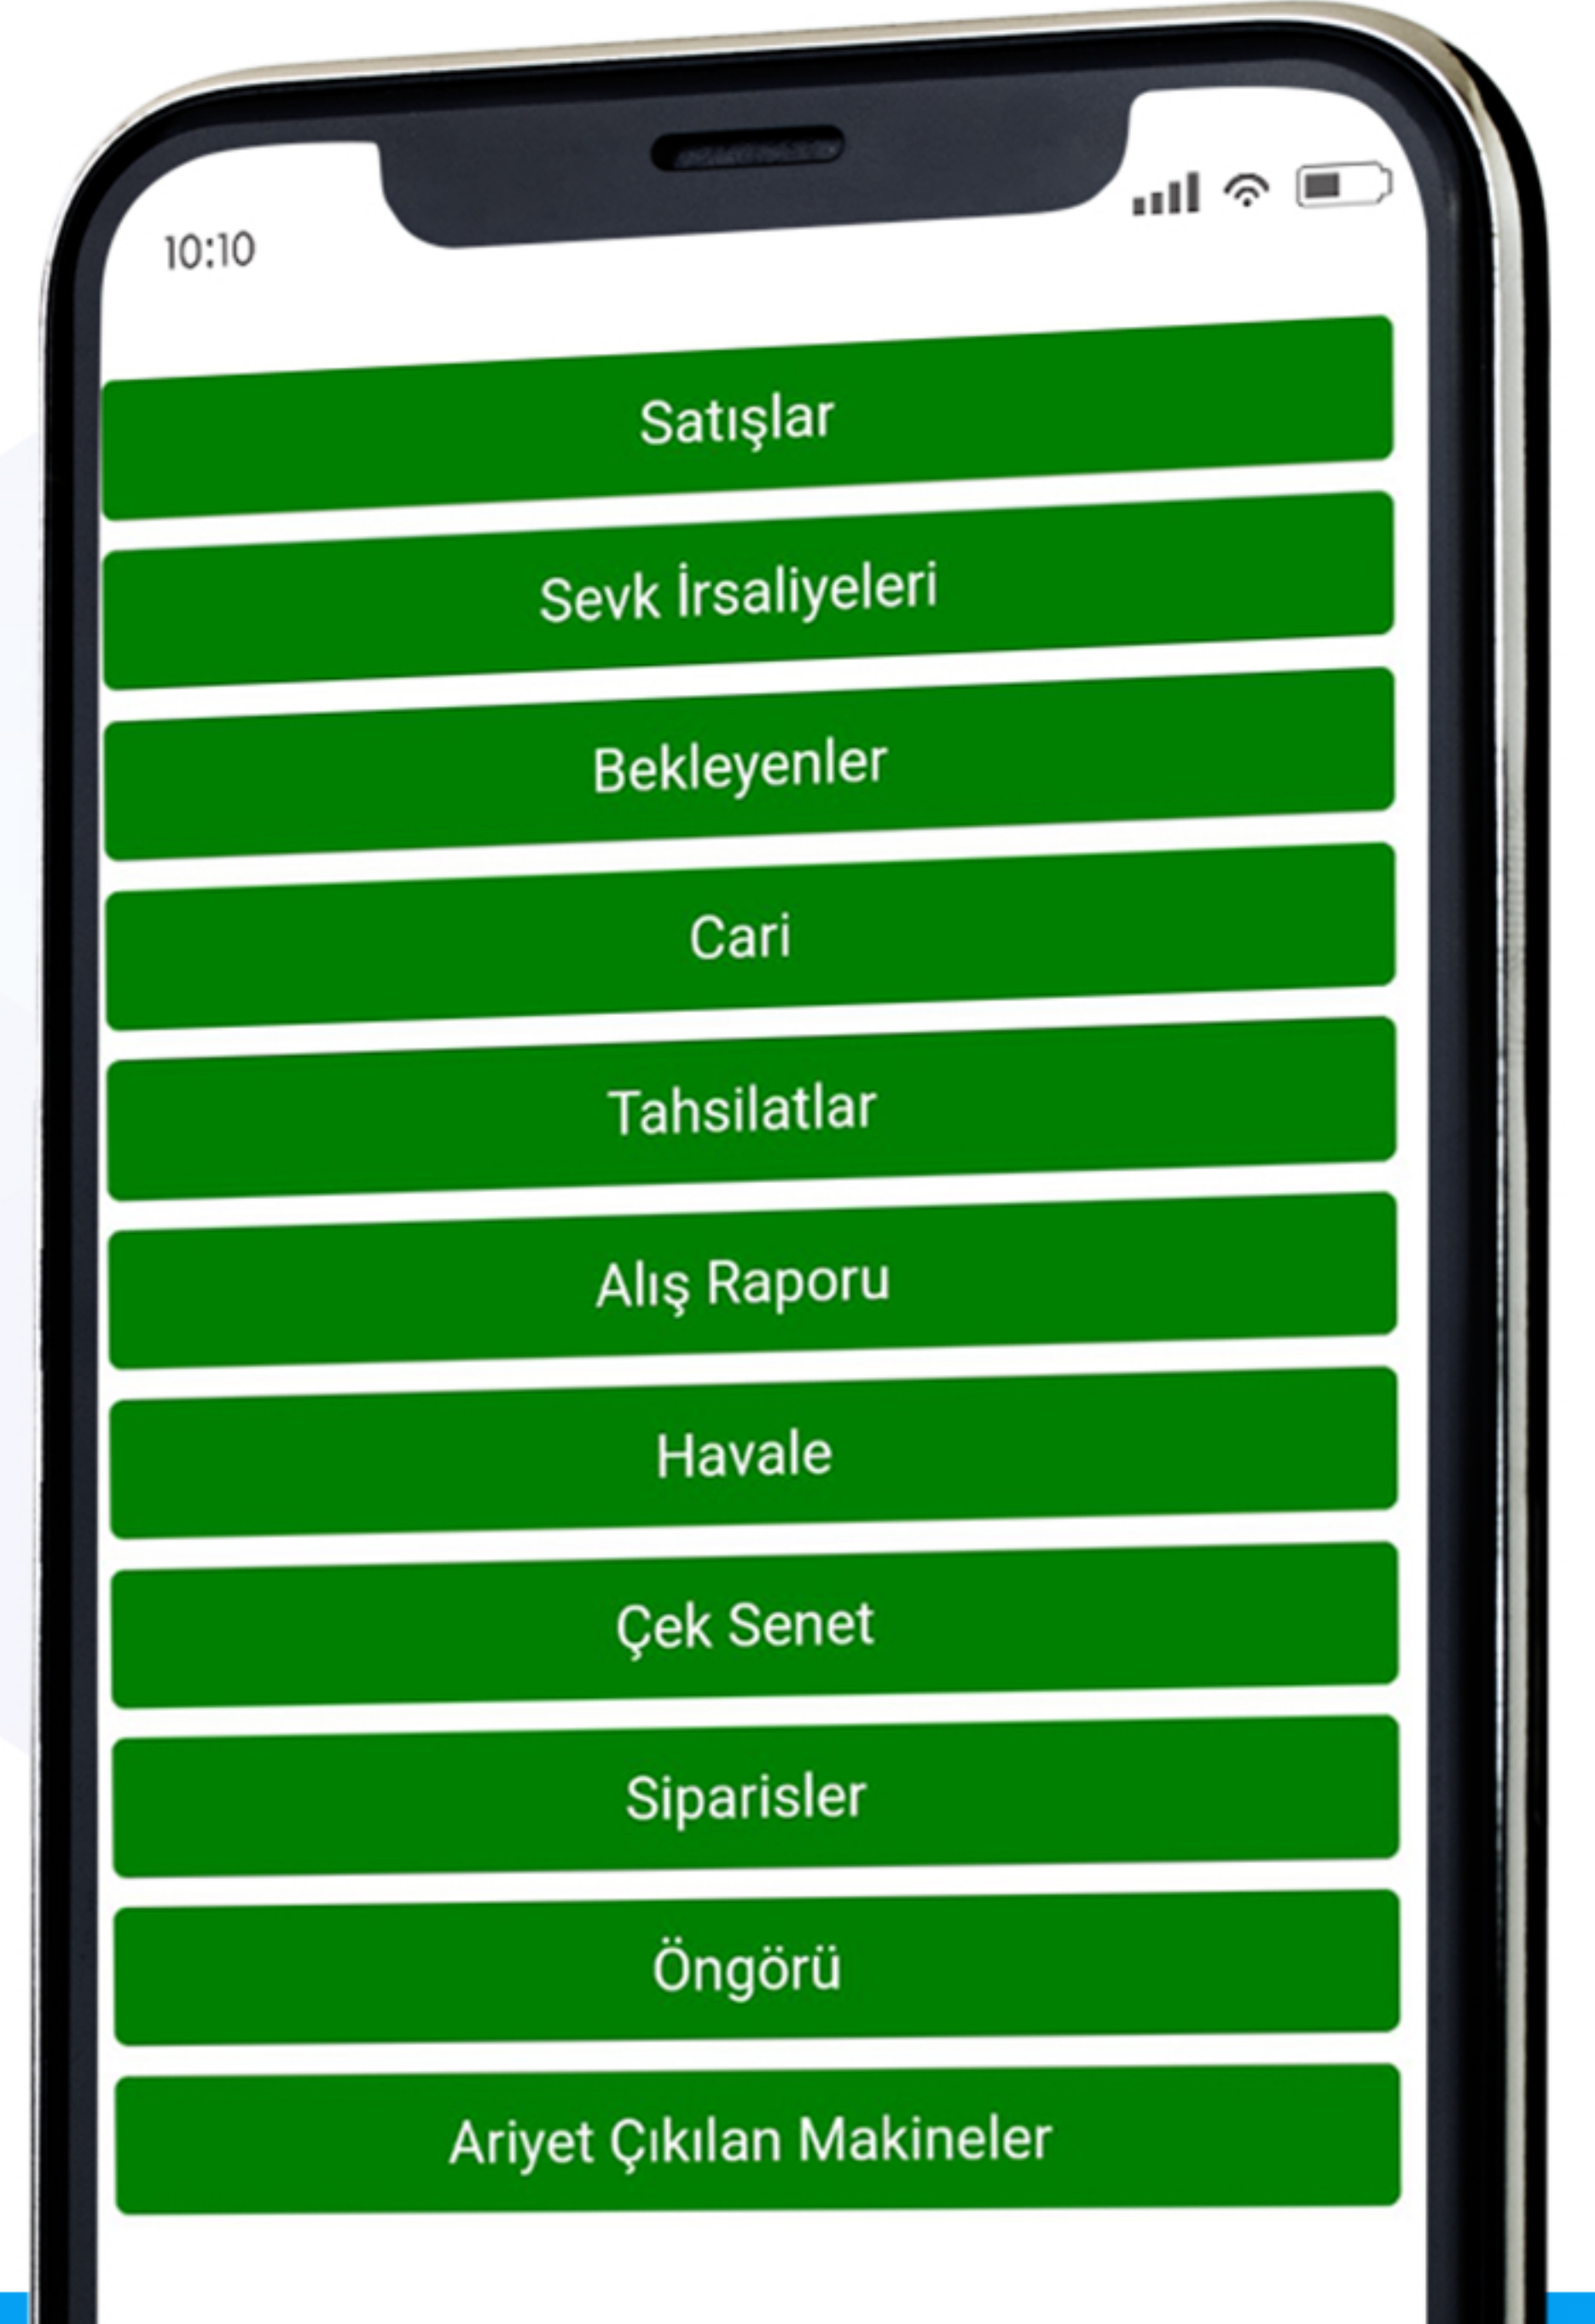 10:10
Satışlar
Sevk İrsaliyeleri
Bekleyenler
Cari
Tahsilatlar
Alış Raporu
Havale
Çek Senet
Siparisler
Öngörü
Ariyet Çıkılan Makineler